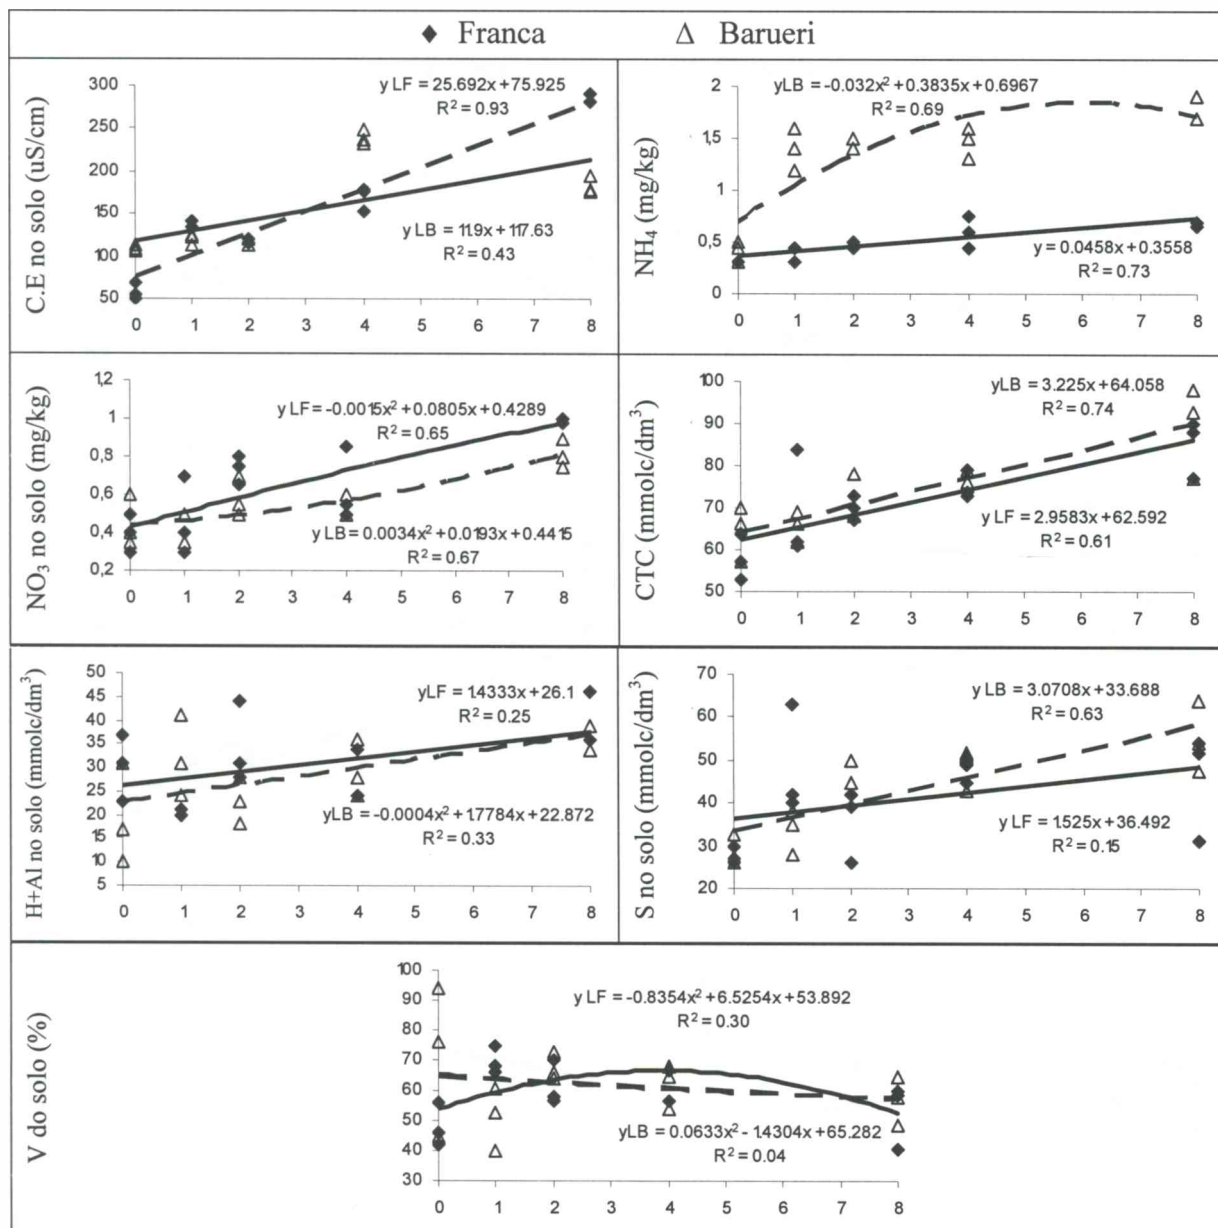 Franca Barueri
C.E no solo (uS/cm)
300
250
200
150
100
50
y LF = 25.692x + 75.925
R² = 0.93
y LB = 11.9x + 117.63
R² = 0.43
0 1 2 3 4 5 6 7 8
NH₄ (mg/kg)
2
1,5
1
0,5
0
yLB = -0.032x² + 0.3835x + 0.6967
R² = 0.69
y = 0.0458x + 0.3558
R² = 0.73
0 1 2 3 4 5 6 7 8
NO₃ no solo (mg/kg)
1,2
1
0,8
0,6
0,4
0,2
y LF = -0.0015x² + 0.0805x + 0.4289
R² = 0.65
y LB = 0.0034x² + 0.0193x + 0.4415
R² = 0.67
0 1 2 3 4 5 6 7 8
CTC (mmolc/dm³)
100
90
80
70
60
50
yLB = 3.225x + 64.058
R² = 0.74
y LF = 2.9583x + 62.592
R² = 0.61
0 1 2 3 4 5 6 7 8
H+Al no solo (mmolc/dm³)
50
45
40
35
30
25
20
15
10
5
yLF = 1.4333x + 26.1
R² = 0.25
yLB = -0.0004x² + 1.7784x + 22.872
R² = 0.33
0 1 2 3 4 5 6 7 8
S no solo (mmolc/dm³)
70
60
50
40
30
20
y LB = 3.0708x + 33.688
R² = 0.63
y LF = 1.525x + 36.492
R² = 0.15
0 1 2 3 4 5 6 7 8
V do solo (%)
100
90
80
70
60
50
40
30
y LF = -0.8354x² + 6.5254x + 53.892
R² = 0.30
yLB = 0.0633x² - 1.4304x + 65.282
R² = 0.04
0 1 2 3 4 5 6 7 8